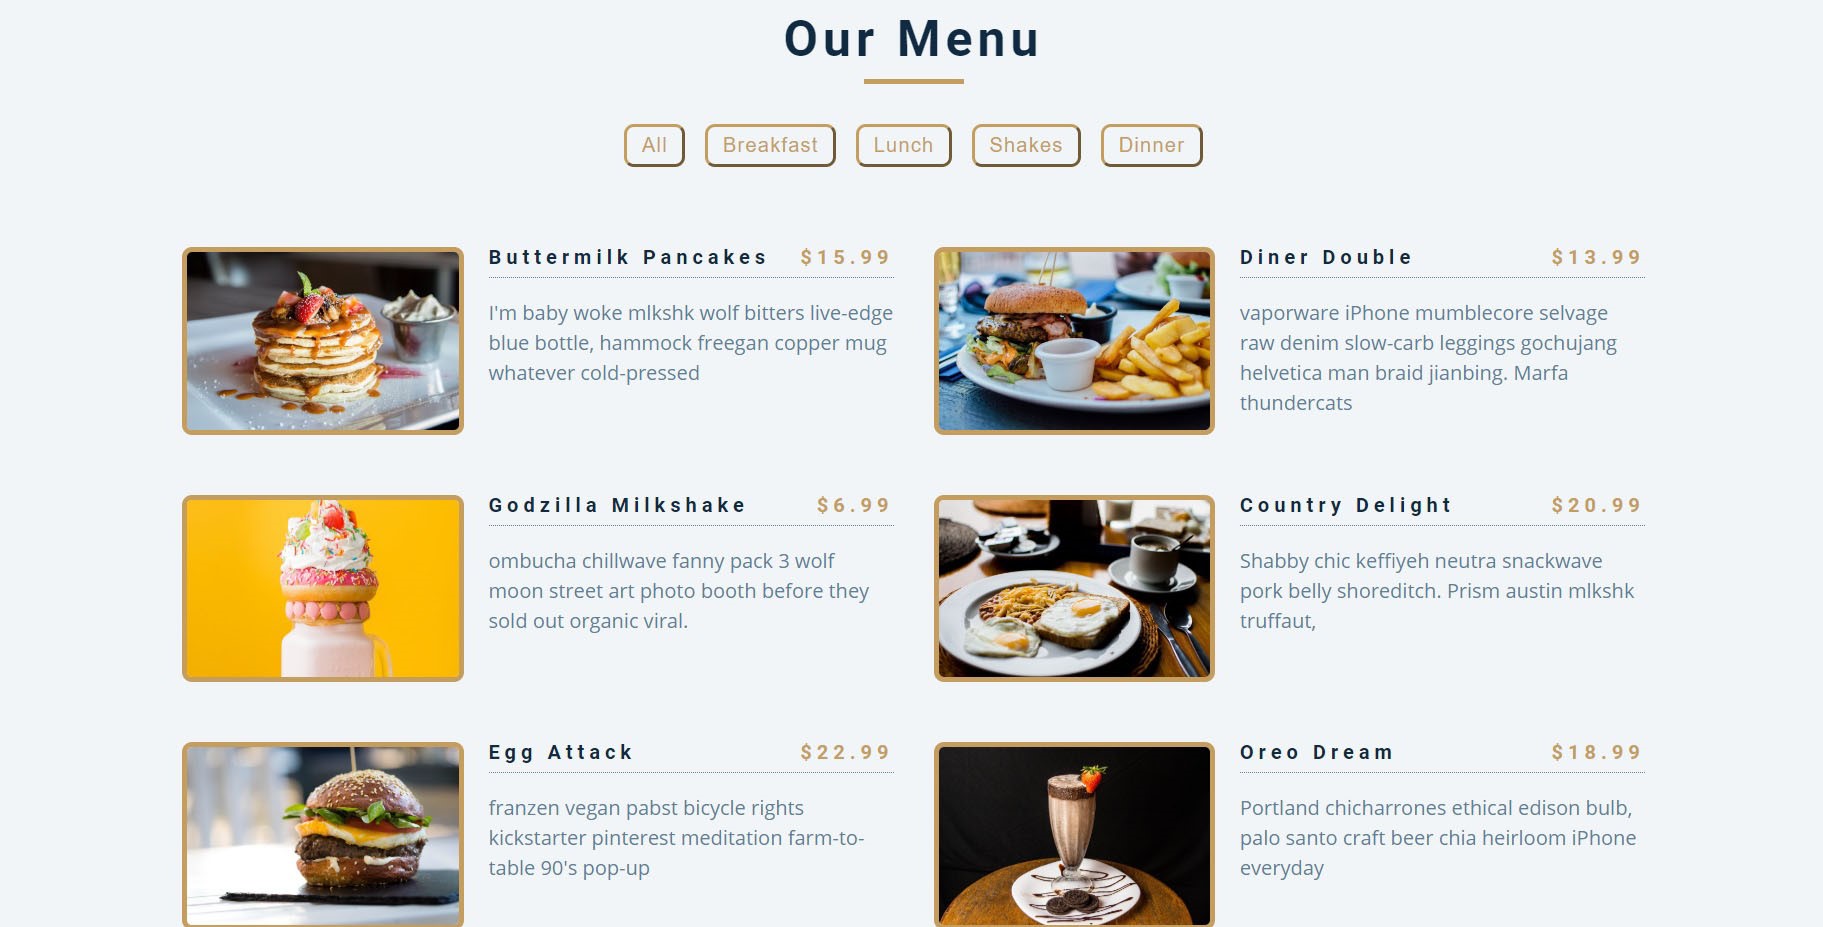 Our Menu
All
Breakfast
Lunch
Shakes
Dinner
Buttermilk Pancakes $15.99
I'm baby woke mlkshk wolf bitters live-edge
blue bottle, hammock freegan copper mug
whatever cold-pressed
Diner Double $13.99
vaporware iPhone mumblecore selvage
raw denim slow-carb leggings gochujang
helvetica man braid jianbing. Marfa
thundercats
Godzilla Milkshake $6.99
ombucha chillwave fanny pack 3 wolf
moon street art photo booth before they
sold out organic viral.
Country Delight $20.99
Shabby chic keffiyeh neutra snackwave
pork belly shoreditch. Prism austin mlkshk
truffaut,
Egg Attack $22.99
franzen vegan pabst bicycle rights
kickstarter pinterest meditation farm-to-
table 90's pop-up
Oreo Dream $18.99
Portland chicharrones ethical edison bulb,
palo santo craft beer chia heirloom iPhone
everyday